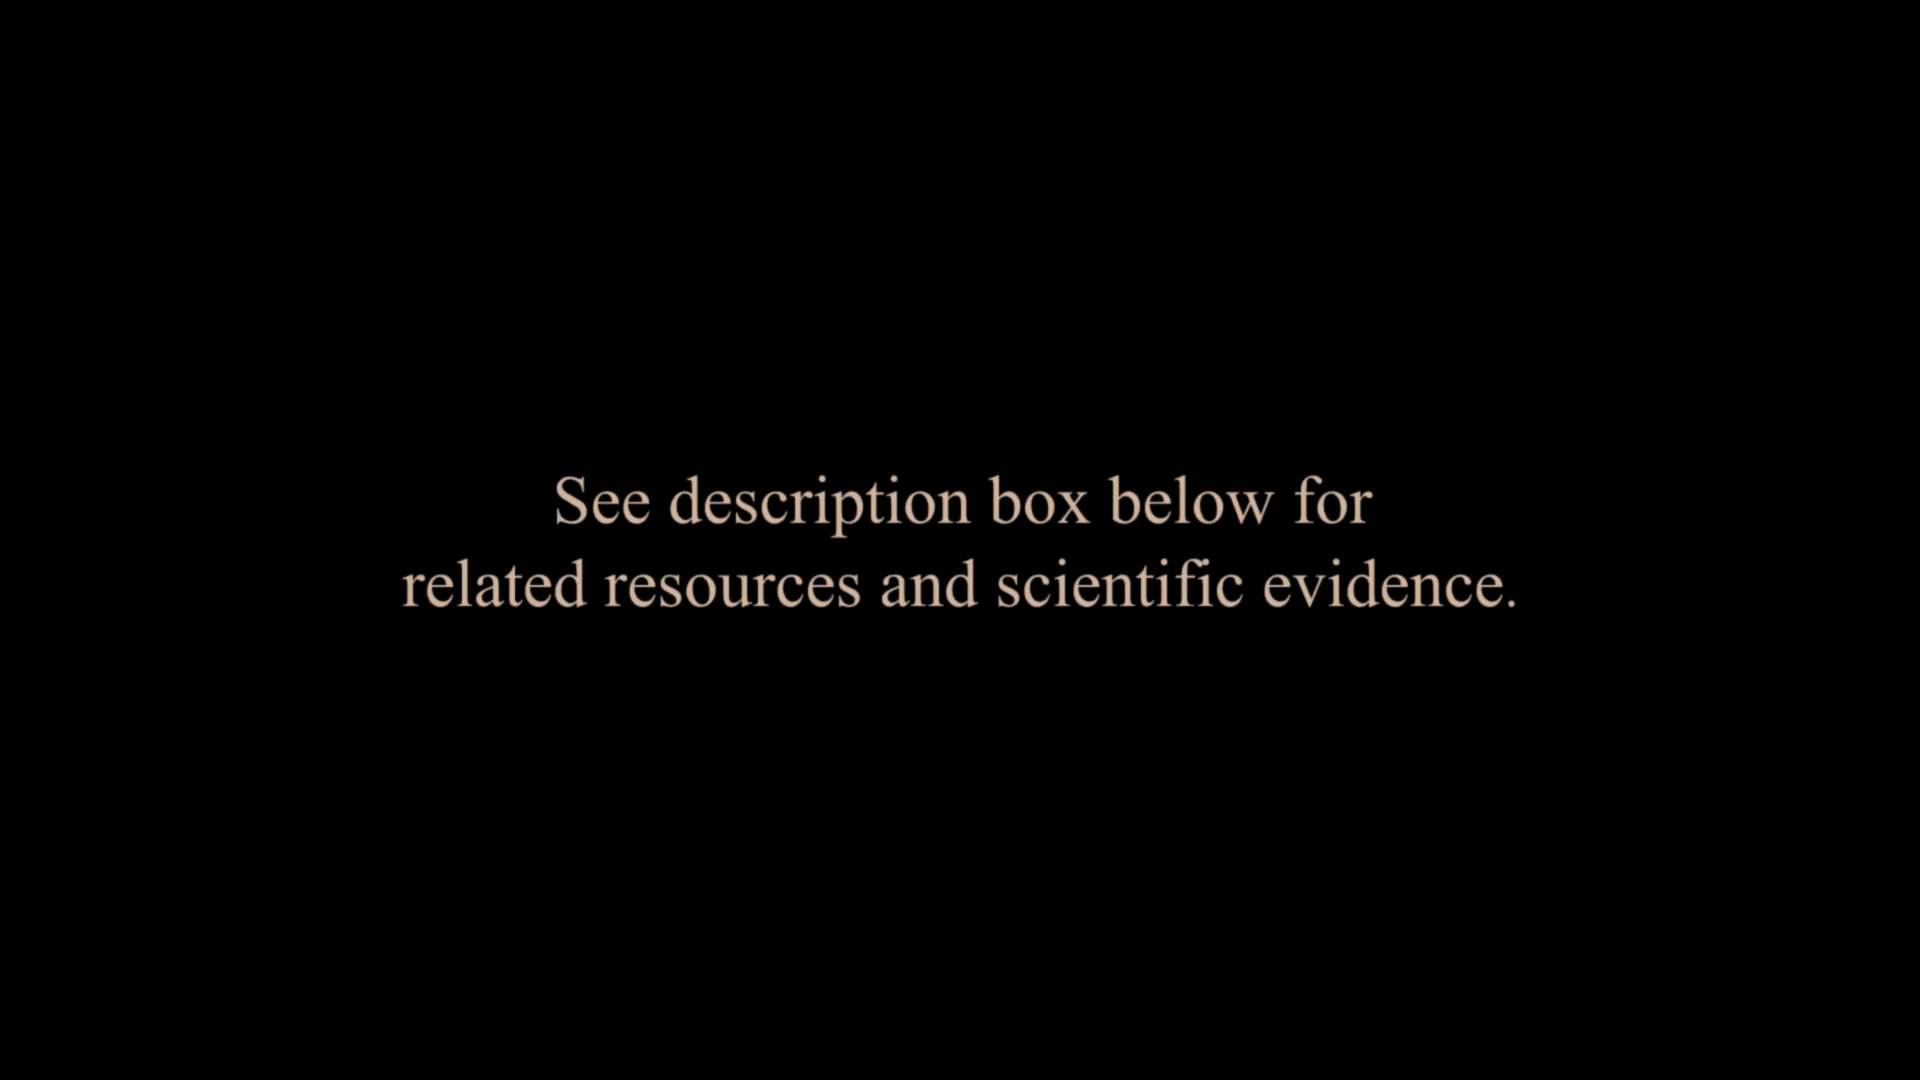 See description box below for
related resources and scientific evidence.